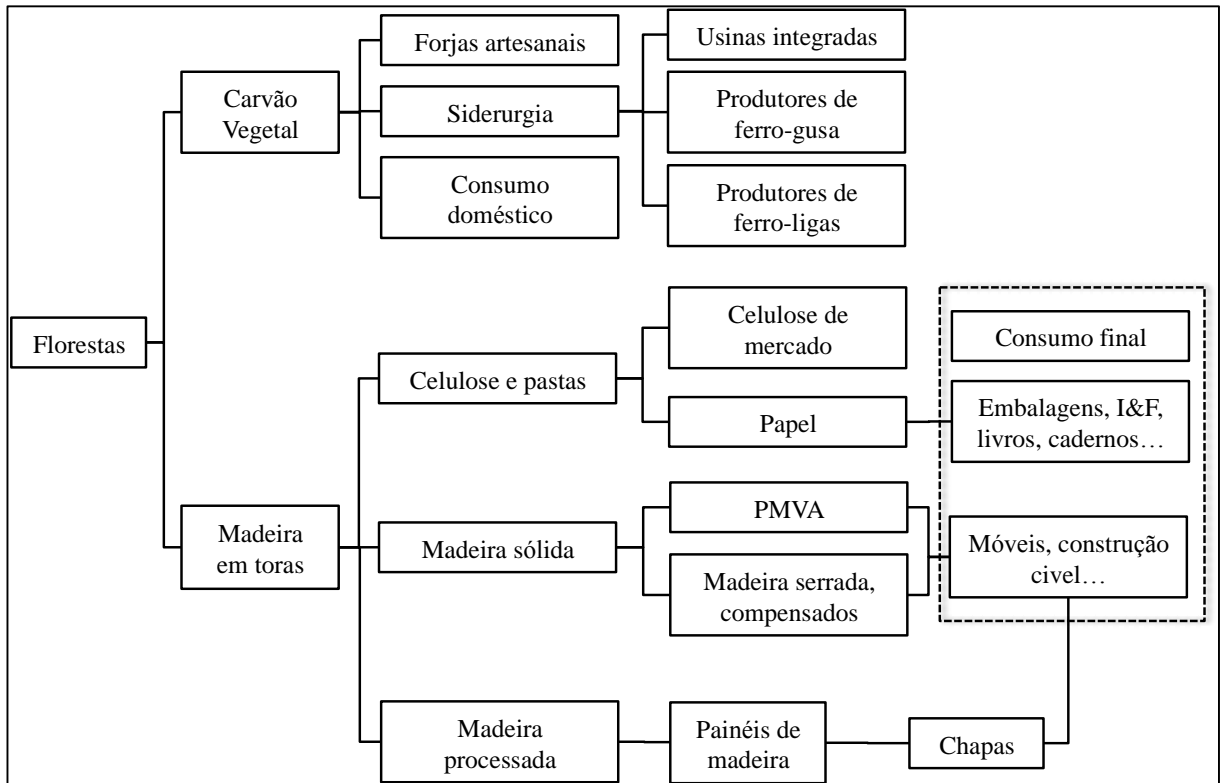 Forjas artesanais
Usinas integradas
Carvão
Vegetal
Siderurgia
Produtores de
ferro-gusa
Consumo
doméstico
Produtores de
ferro-ligas
Florestas
Celulose de
mercado
Consumo final
Celulose e pastas
Papel
Embalagens, I&F,
livros, cadernos…
Madeira
em toras
Madeira sólida
PMVA
Madeira serrada,
compensados
Móveis, construção
civel…
Madeira
processada
Painéis de
madeira
Chapas